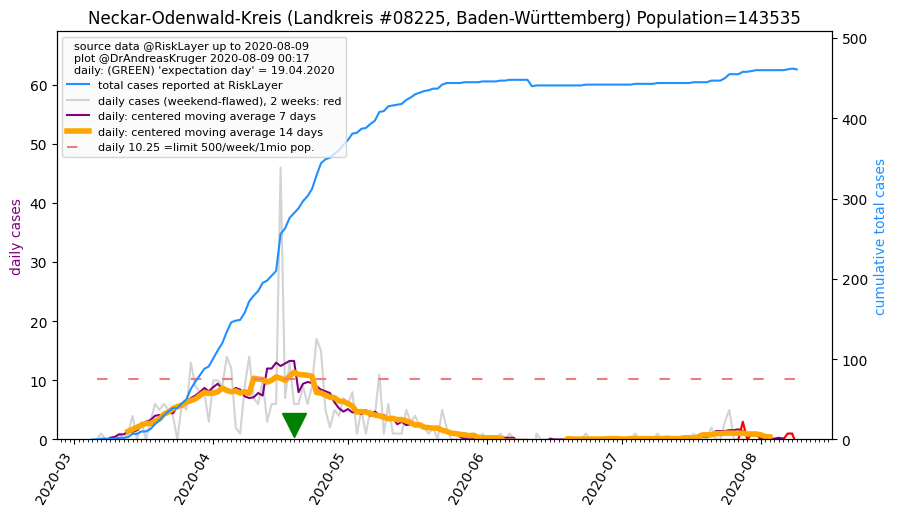 Neckar-Odenwald-Kreis (Landkreis #08225, Baden-Württemberg) Population=143535
source data @RiskLayer up to 2020-08-09
plot @DrAndreasKruger 2020-08-09 00:17
daily: (GREEN) 'expectation day' = 19.04.2020
total cases reported at RiskLayer
daily cases (weekend-flawed), 2 weeks: red
daily: centered moving average 7 days
daily: centered moving average 14 days
daily 10.25 =limit 500/week/1mio pop.
daily cases
60
50
40
30
20
10
0
cumulative total cases
500
400
300
200
100
0
2020-03
2020-04
2020-05
2020-06
2020-07
2020-08